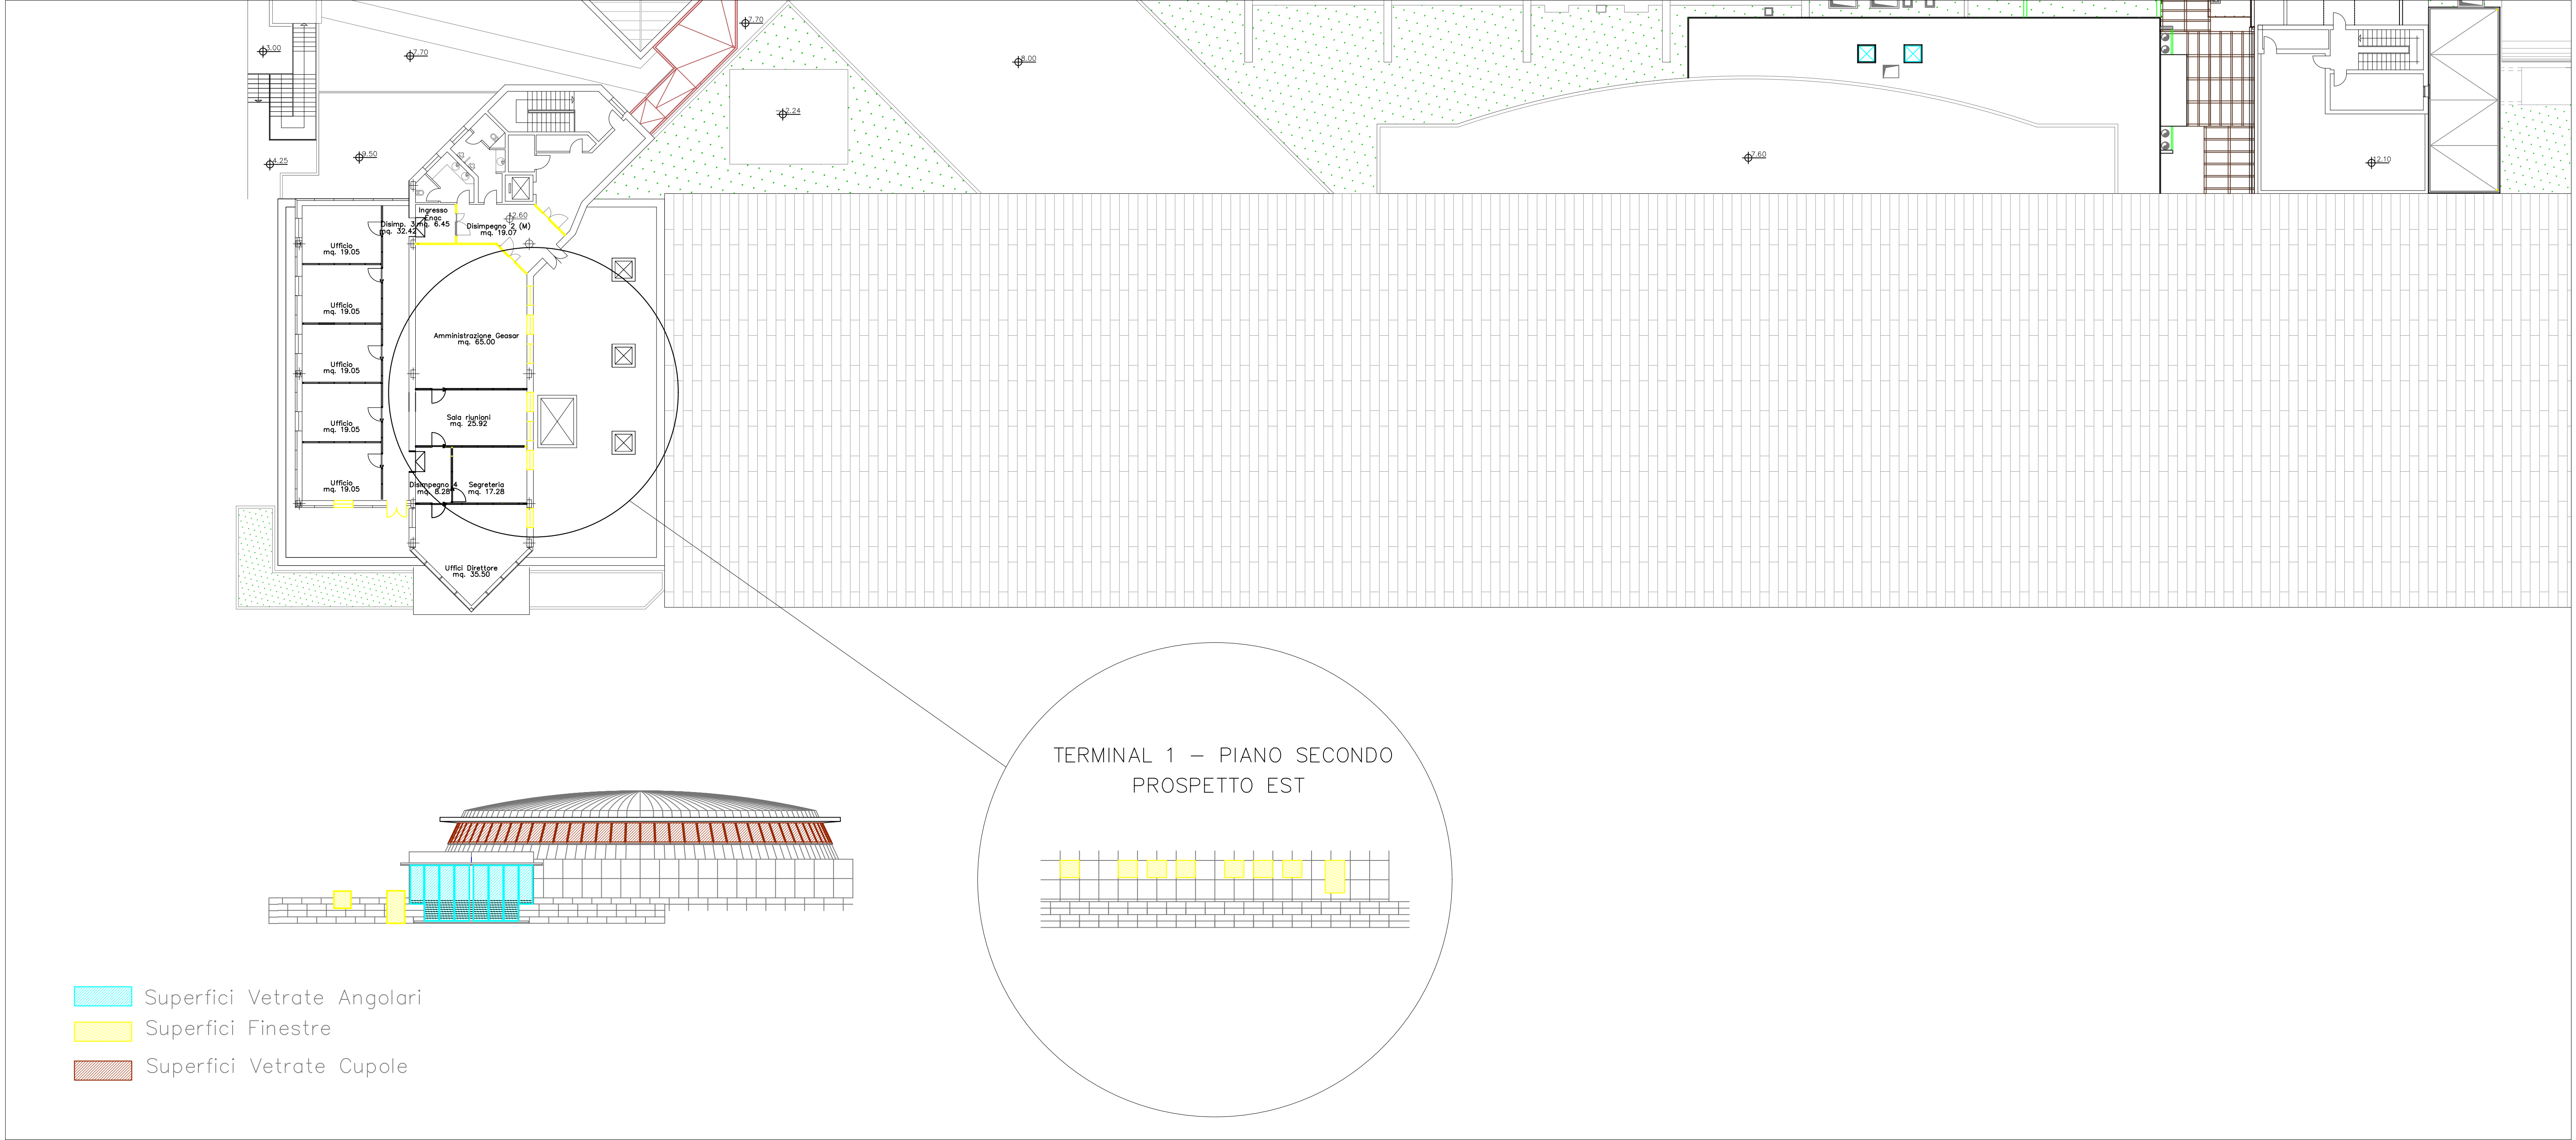 7.70
3.00
7.70
8.00
2.24
9.50
4.25
7.60
12.10
Ingresso
Enac
mq. 6.45
Disimp. 3
mq. 32.42
12.60
Disimpegno 2 (M)
mq. 19.07
Ufficio
mq. 19.05
Ufficio
mq. 19.05
Amministrazione Geasar
mq. 65.00
Ufficio
mq. 19.05
Sala riunioni
mq. 25.92
Ufficio
mq. 19.05
Ufficio
mq. 19.05
Disimpegno 4
mq. 8.28
Segreteria
mq. 17.28
Uffici Direttore
mq. 35.50
TERMINAL 1 – PIANO SECONDO
PROSPETTO EST
Superfici Vetrate Angolari
Superfici Finestre
Superfici Vetrate Cupole